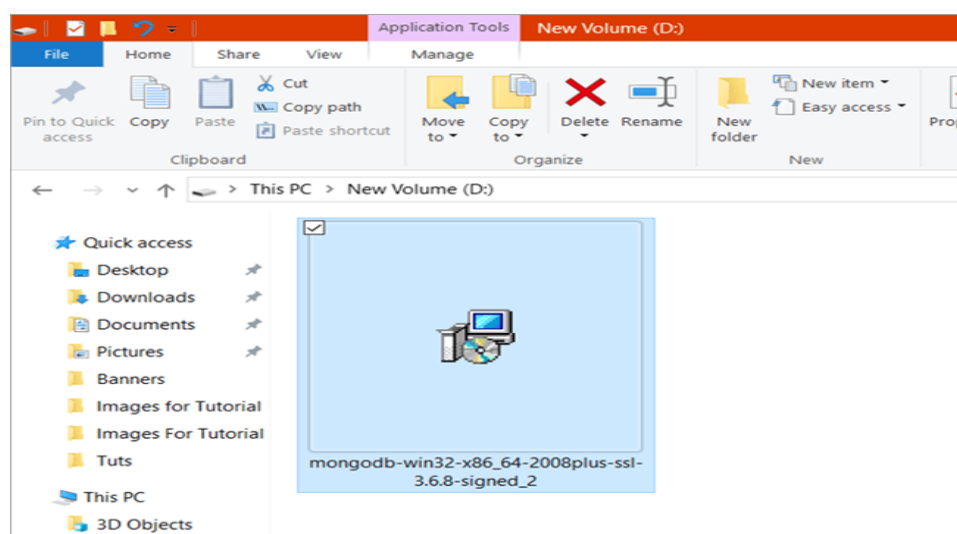 Application Tools New Volume (D:)
File Home Share View Manage
Pin to Quick access
Copy
Paste
Cut
Copy path
Paste shortcut
Move to
Copy to
Delete
Rename
New folder
New item
Easy access
Clipboard Organize New
This PC > New Volume (D:)
Quick access
Desktop
Downloads
Documents
Pictures
Banners
Images for Tutorial
Images For Tutorial
Tuts
This PC
3D Objects
mongodb-win32-x86_64-2008plus-ssl-
3.6.8-signed_2